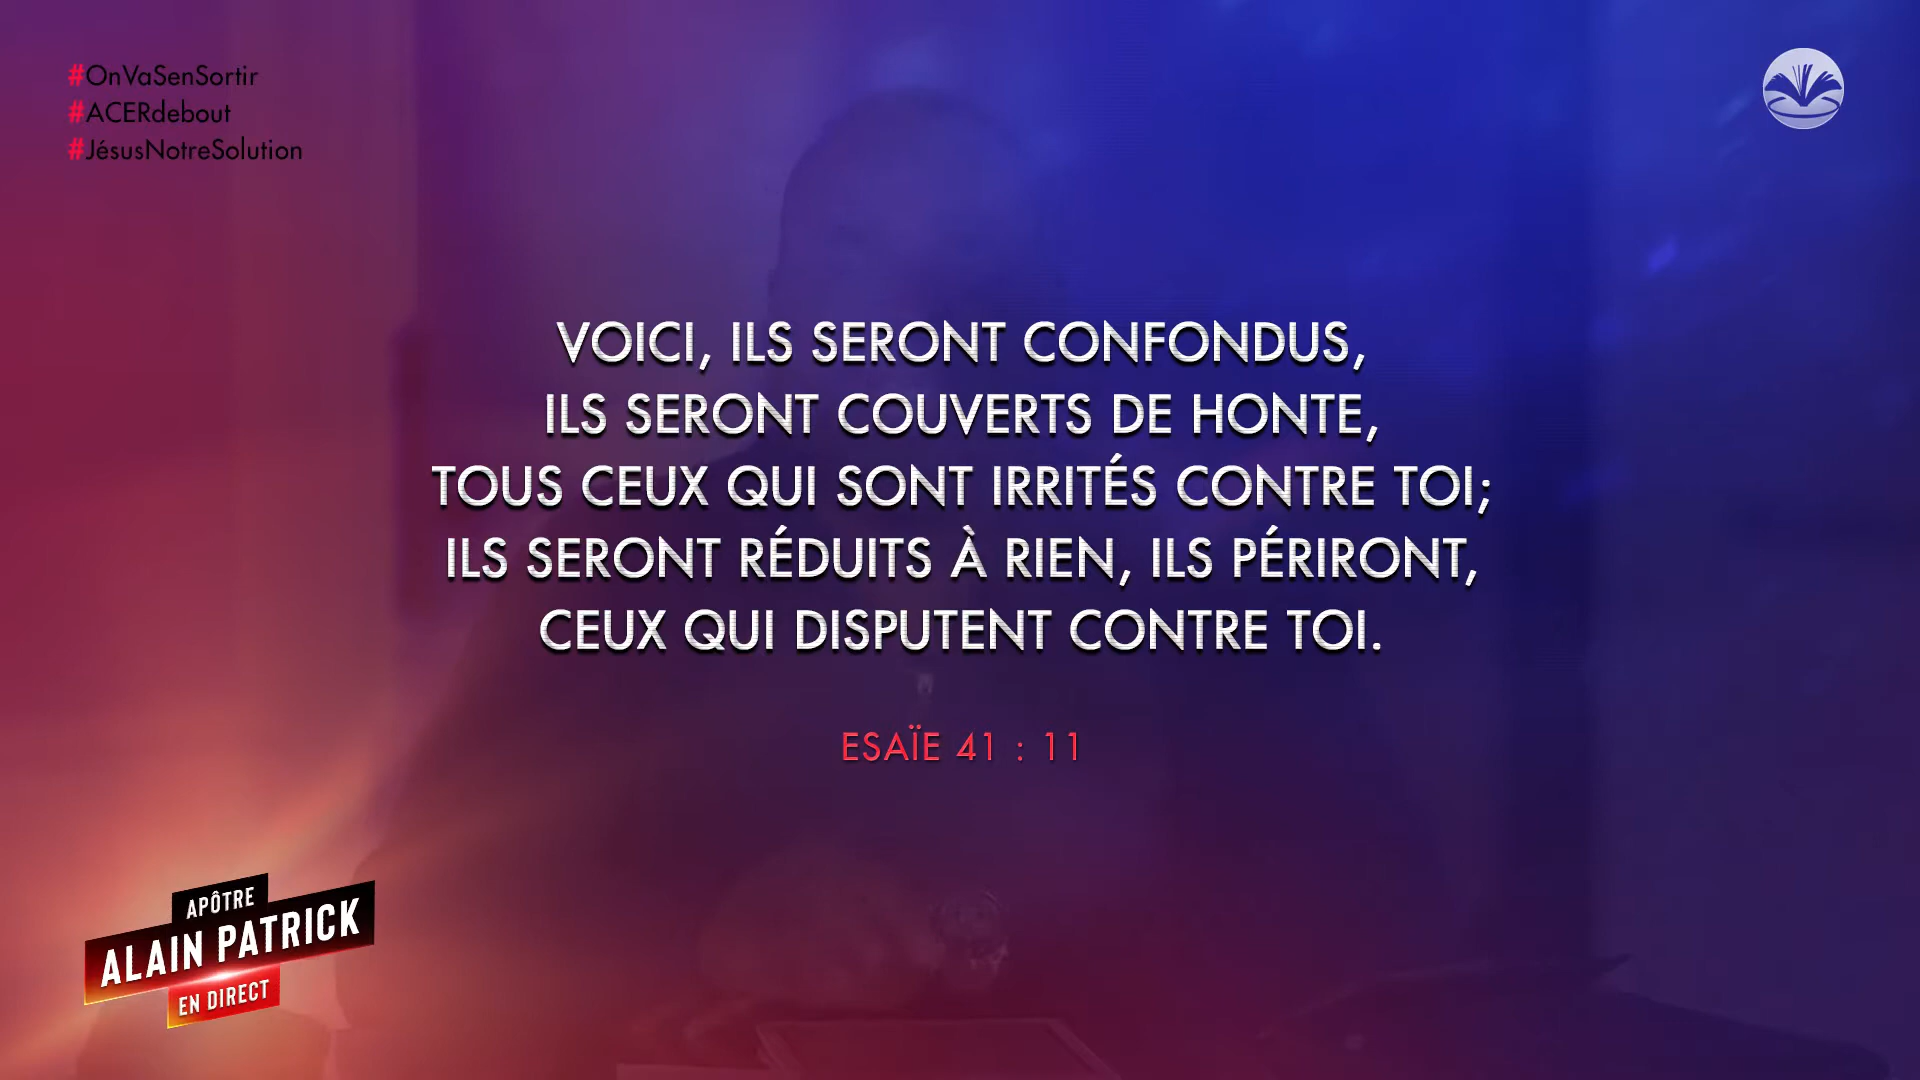 #OnVaSenSortir
#ACERdebout
#JésusNotreSolution
VOICI, ILS SERONT CONFONDUS,
ILS SERONT COUVERTS DE HONTE,
TOUS CEUX QUI SONT IRRITÉS CONTRE TOI;
ILS SERONT RÉDUITS À RIEN, ILS PÉRIRONT,
CEUX QUI DISPUTENT CONTRE TOI.
ESAÏE 41 : 11
APÔTRE
ALAIN PATRICK
EN DIRECT